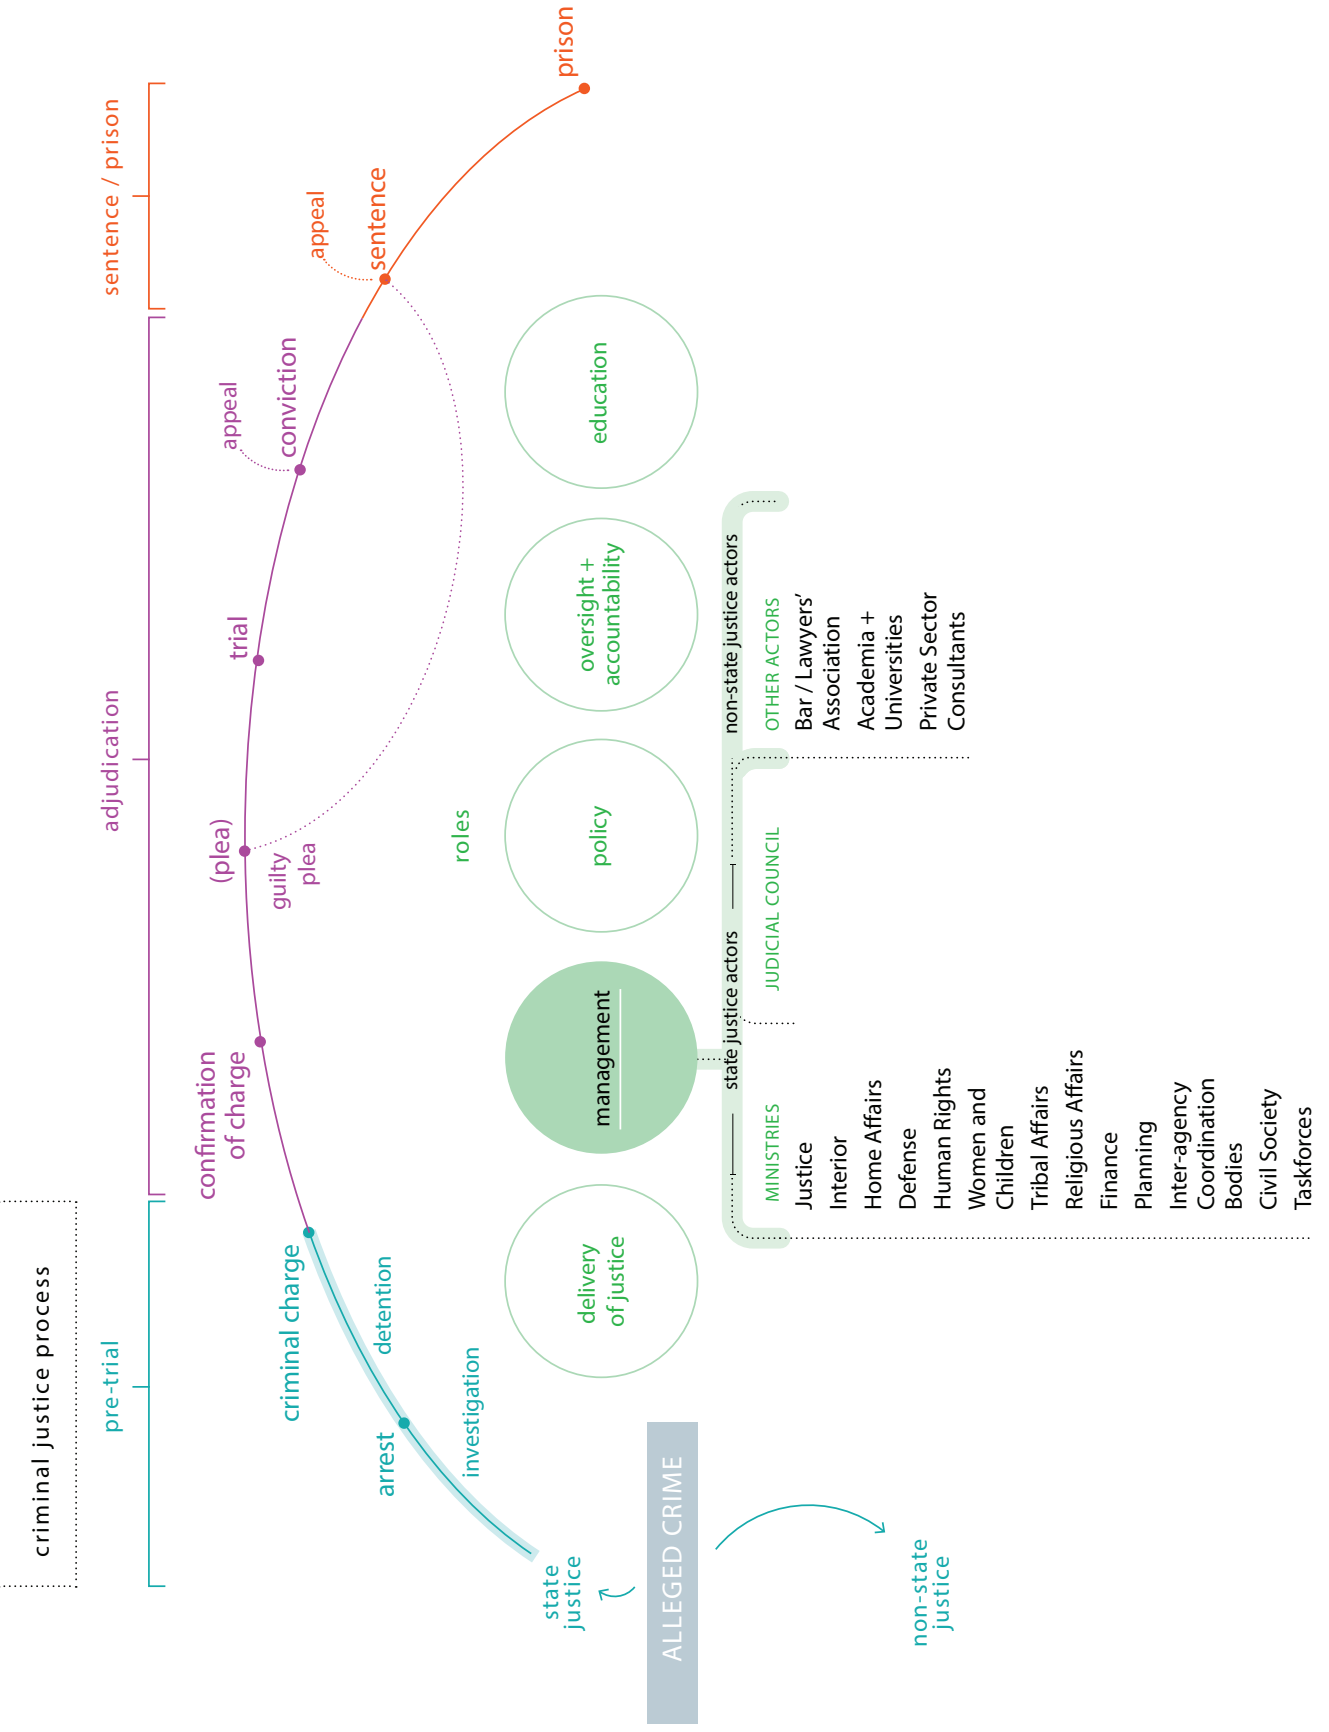 criminal justice process
pre-trial
adjudication
sentence / prison
state
justice
arrest
investigation
detention
criminal charge
confirmation
of charge
(plea)
guilty
plea
trial
appeal
conviction
appeal
sentence
prison
roles
delivery
of justice
management
policy
oversight +
accountability
education
ALLEGED CRIME
non-state
justice
state justice actors
non-state justice actors
MINISTRIES
Justice
Interior
Home Affairs
Defense
Human Rights
Women and
Children
Tribal Affairs
Religious Affairs
Finance
Planning
Inter-agency
Coordination
Bodies
Civil Society
Taskforces
JUDICIAL COUNCIL
OTHER ACTORS
Bar / Lawyers’
Association
Academia +
Universities
Private Sector
Consultants